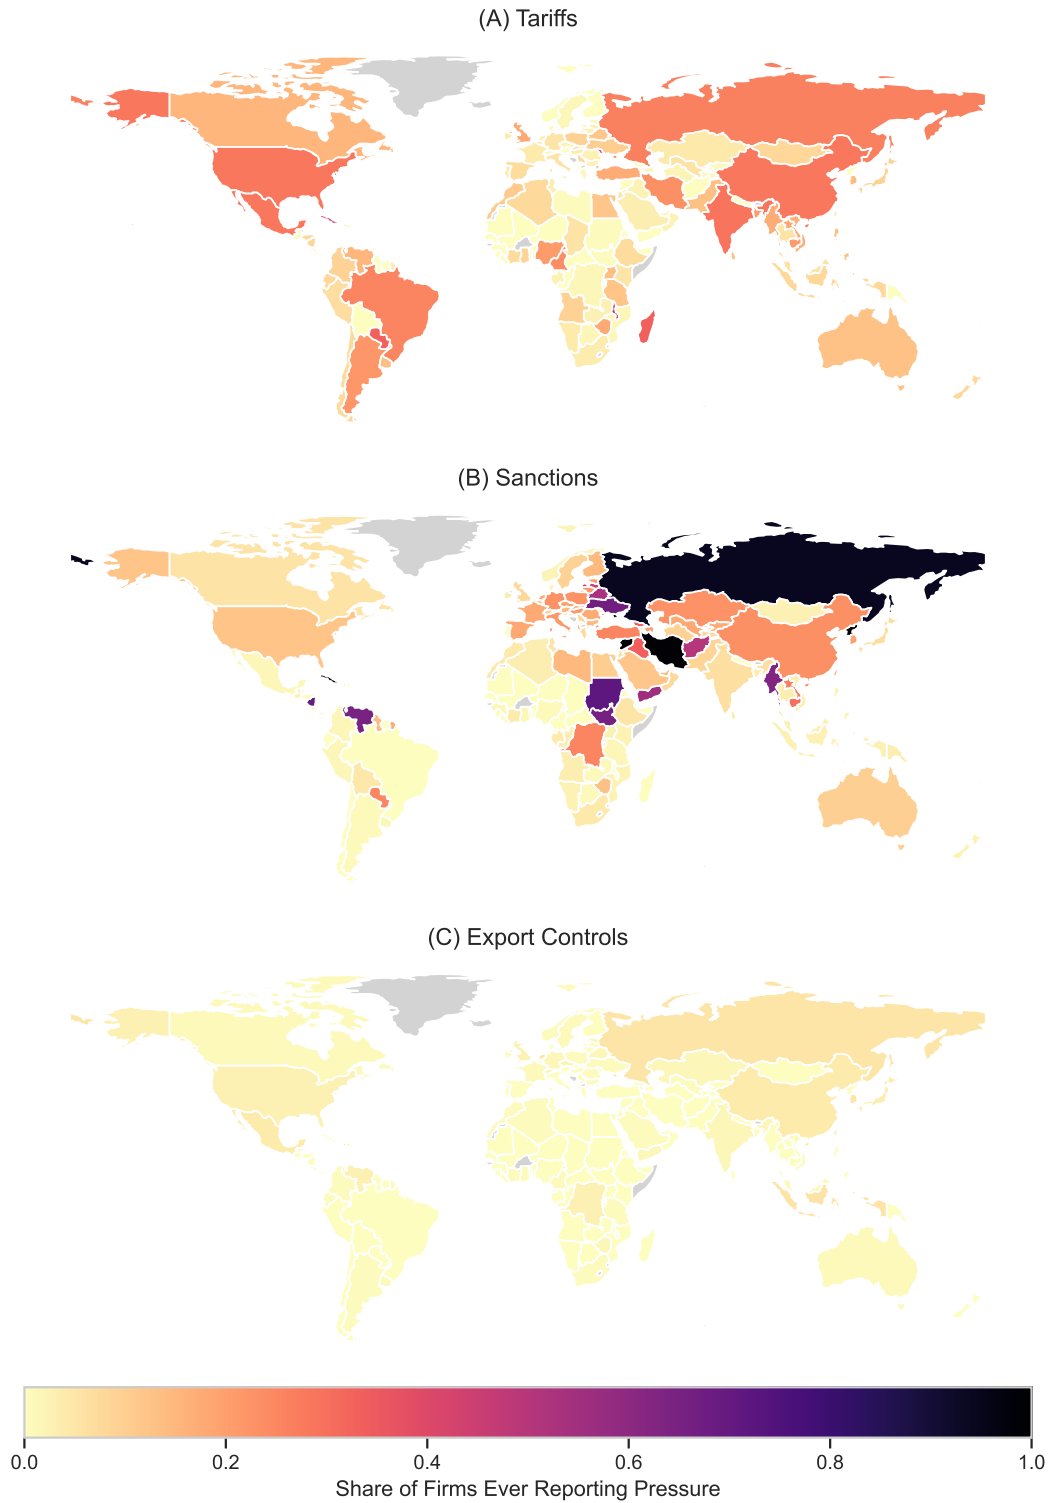 (A) Tariffs
(B) Sanctions
(C) Export Controls
0.0 0.2 0.4 0.6 0.8 1.0
Share of Firms Ever Reporting Pressure